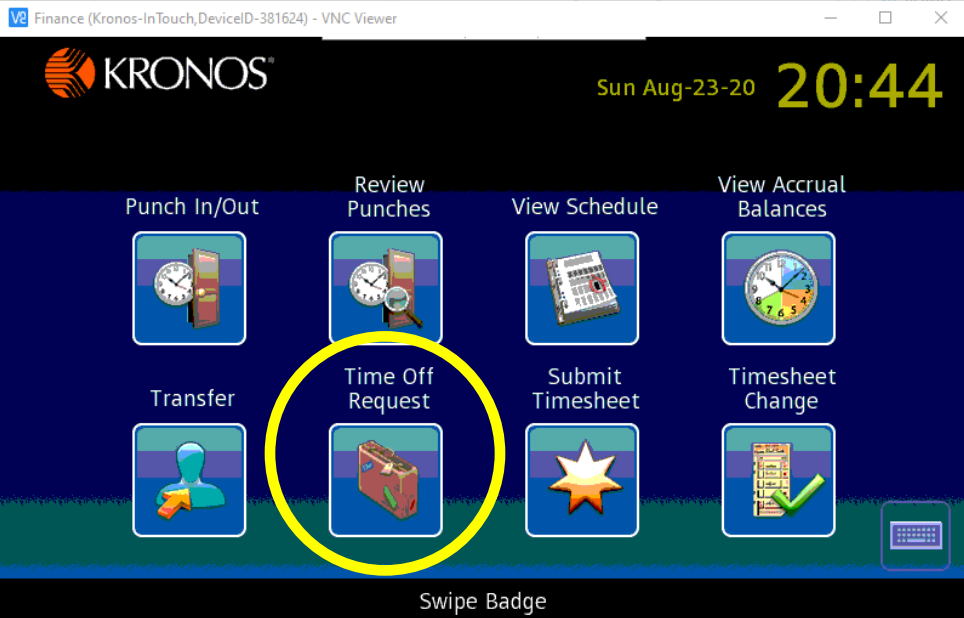 Finance (Kronos-InTouch,DeviceID-381624) - VNC Viewer
KRONOS®
Sun Aug-23-20 20:44
Punch In/Out
Review
Punches
View Schedule
View Accrual
Balances
Transfer
Time Off
Request
Submit
Timesheet
Timesheet
Change
Swipe Badge